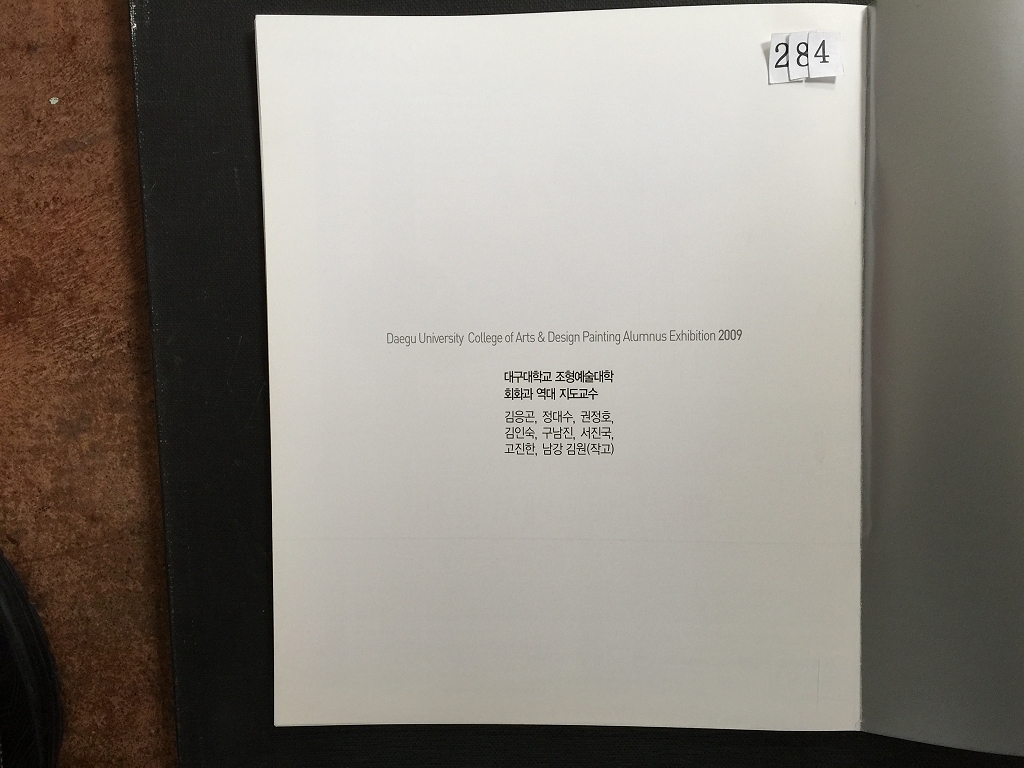 284
Daegu University College of Arts & Design Painting Alumnus Exhibition 2009
대구대학교 조형예술대학
회화과 역대 지도교수
김응곤, 정대수, 권정호,
김인숙, 구남진, 서진국,
고진한, 남강 김원(작고)